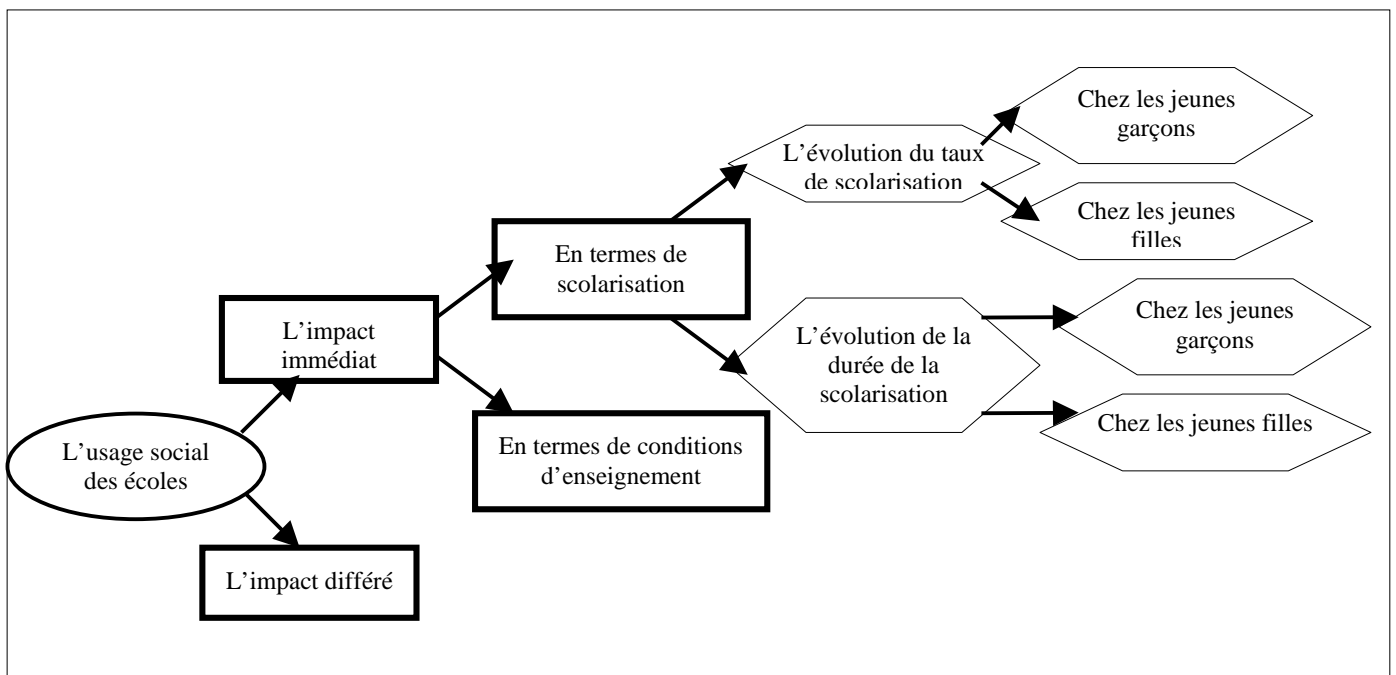 L'usage social
des écoles
L'impact
immédiat
L'impact différé
En termes de
scolarisation
En termes de conditions
d'enseignement
L'évolution du taux
de scolarisation
Chez les jeunes
garçons
Chez les jeunes
filles
L'évolution de la
durée de la
scolarisation
Chez les jeunes
garçons
Chez les jeunes filles